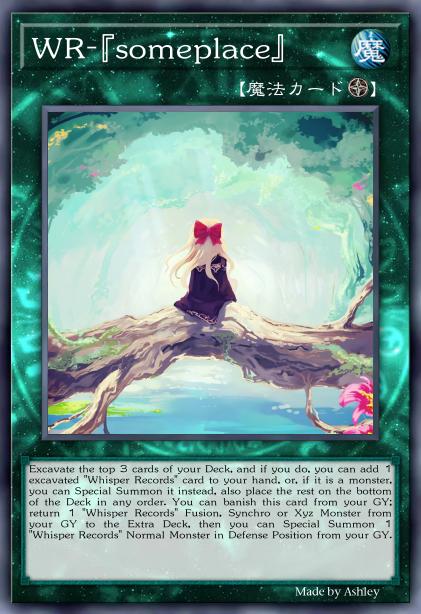 WR-『someplace』
魔
【魔法カード】
Excavate the top 3 cards of your Deck, and if you do, you can add 1
excavated "Whisper Records" card to your hand, or, if it is a monster,
you can Special Summon it instead, also place the rest on the bottom
of the Deck in any order. You can banish this card from your GY;
return 1 "Whisper Records" Fusion, Synchro or Xyz Monster from
your GY to the Extra Deck, then you can Special Summon 1
"Whisper Records" Normal Monster in Defense Position from your GY.
Made by Ashley